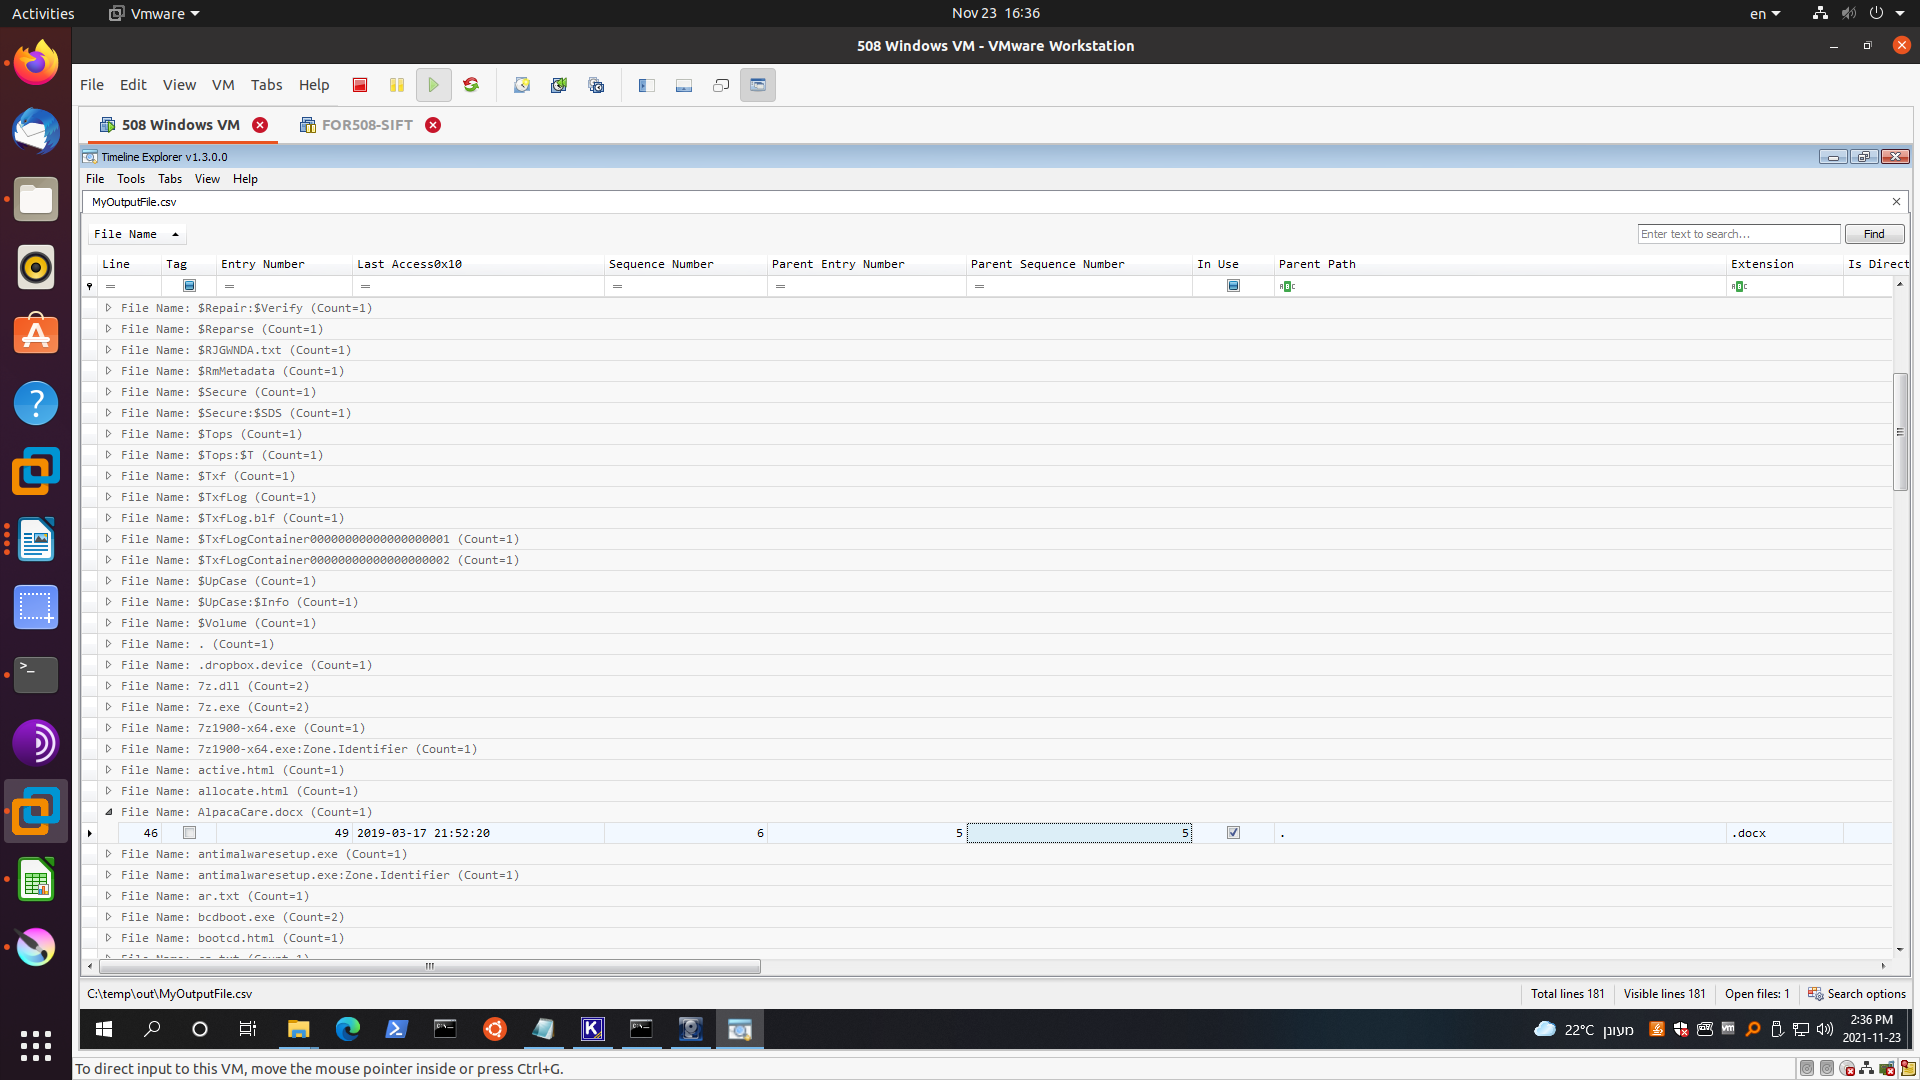 Activities Vmware Nov 23 16:36 en
508 Windows VM - VMware Workstation
File Edit View VM Tabs Help
508 Windows VM FOR508-SIFT
Timeline Explorer v1.3.0.0
File Tools Tabs View Help
MyOutputFile.csv
File Name Enter text to search... Find
Line Tag Entry Number Last Access0x10 Sequence Number Parent Entry Number Parent Sequence Number In Use Parent Path Extension Is Direct
= = = = = =
File Name: $Repair:$Verify (Count=1)
File Name: $Reparse (Count=1)
File Name: $RJGWNDA.txt (Count=1)
File Name: $RmMetadata (Count=1)
File Name: $Secure (Count=1)
File Name: $Secure:$SDS (Count=1)
File Name: $Tops (Count=1)
File Name: $Tops:$T (Count=1)
File Name: $Txf (Count=1)
File Name: $TxfLog (Count=1)
File Name: $TxfLog.blf (Count=1)
File Name: $TxfLogContainer00000000000000000001 (Count=1)
File Name: $TxfLogContainer00000000000000000002 (Count=1)
File Name: $UpCase (Count=1)
File Name: $UpCase:$Info (Count=1)
File Name: $Volume (Count=1)
File Name: . (Count=1)
File Name: .dropbox.device (Count=1)
File Name: 7z.dll (Count=2)
File Name: 7z.exe (Count=2)
File Name: 7z1900-x64.exe (Count=1)
File Name: 7z1900-x64.exe:Zone.Identifier (Count=1)
File Name: active.html (Count=1)
File Name: allocate.html (Count=1)
File Name: AlpacaCare.docx (Count=1)
46 49 2019-03-17 21:52:20 6 5 5 . .docx
File Name: antimalwaresetup.exe (Count=1)
File Name: antimalwaresetup.exe:Zone.Identifier (Count=1)
File Name: ar.txt (Count=1)
File Name: bcdboot.exe (Count=2)
File Name: bootcd.html (Count=1)
C:\temp\out\MyOutputFile.csv Total lines 181 Visible lines 181 Open files: 1 Search options
22°C מעונן 2:36 PM
2021-11-23
To direct input to this VM, move the mouse pointer inside or press Ctrl+G.